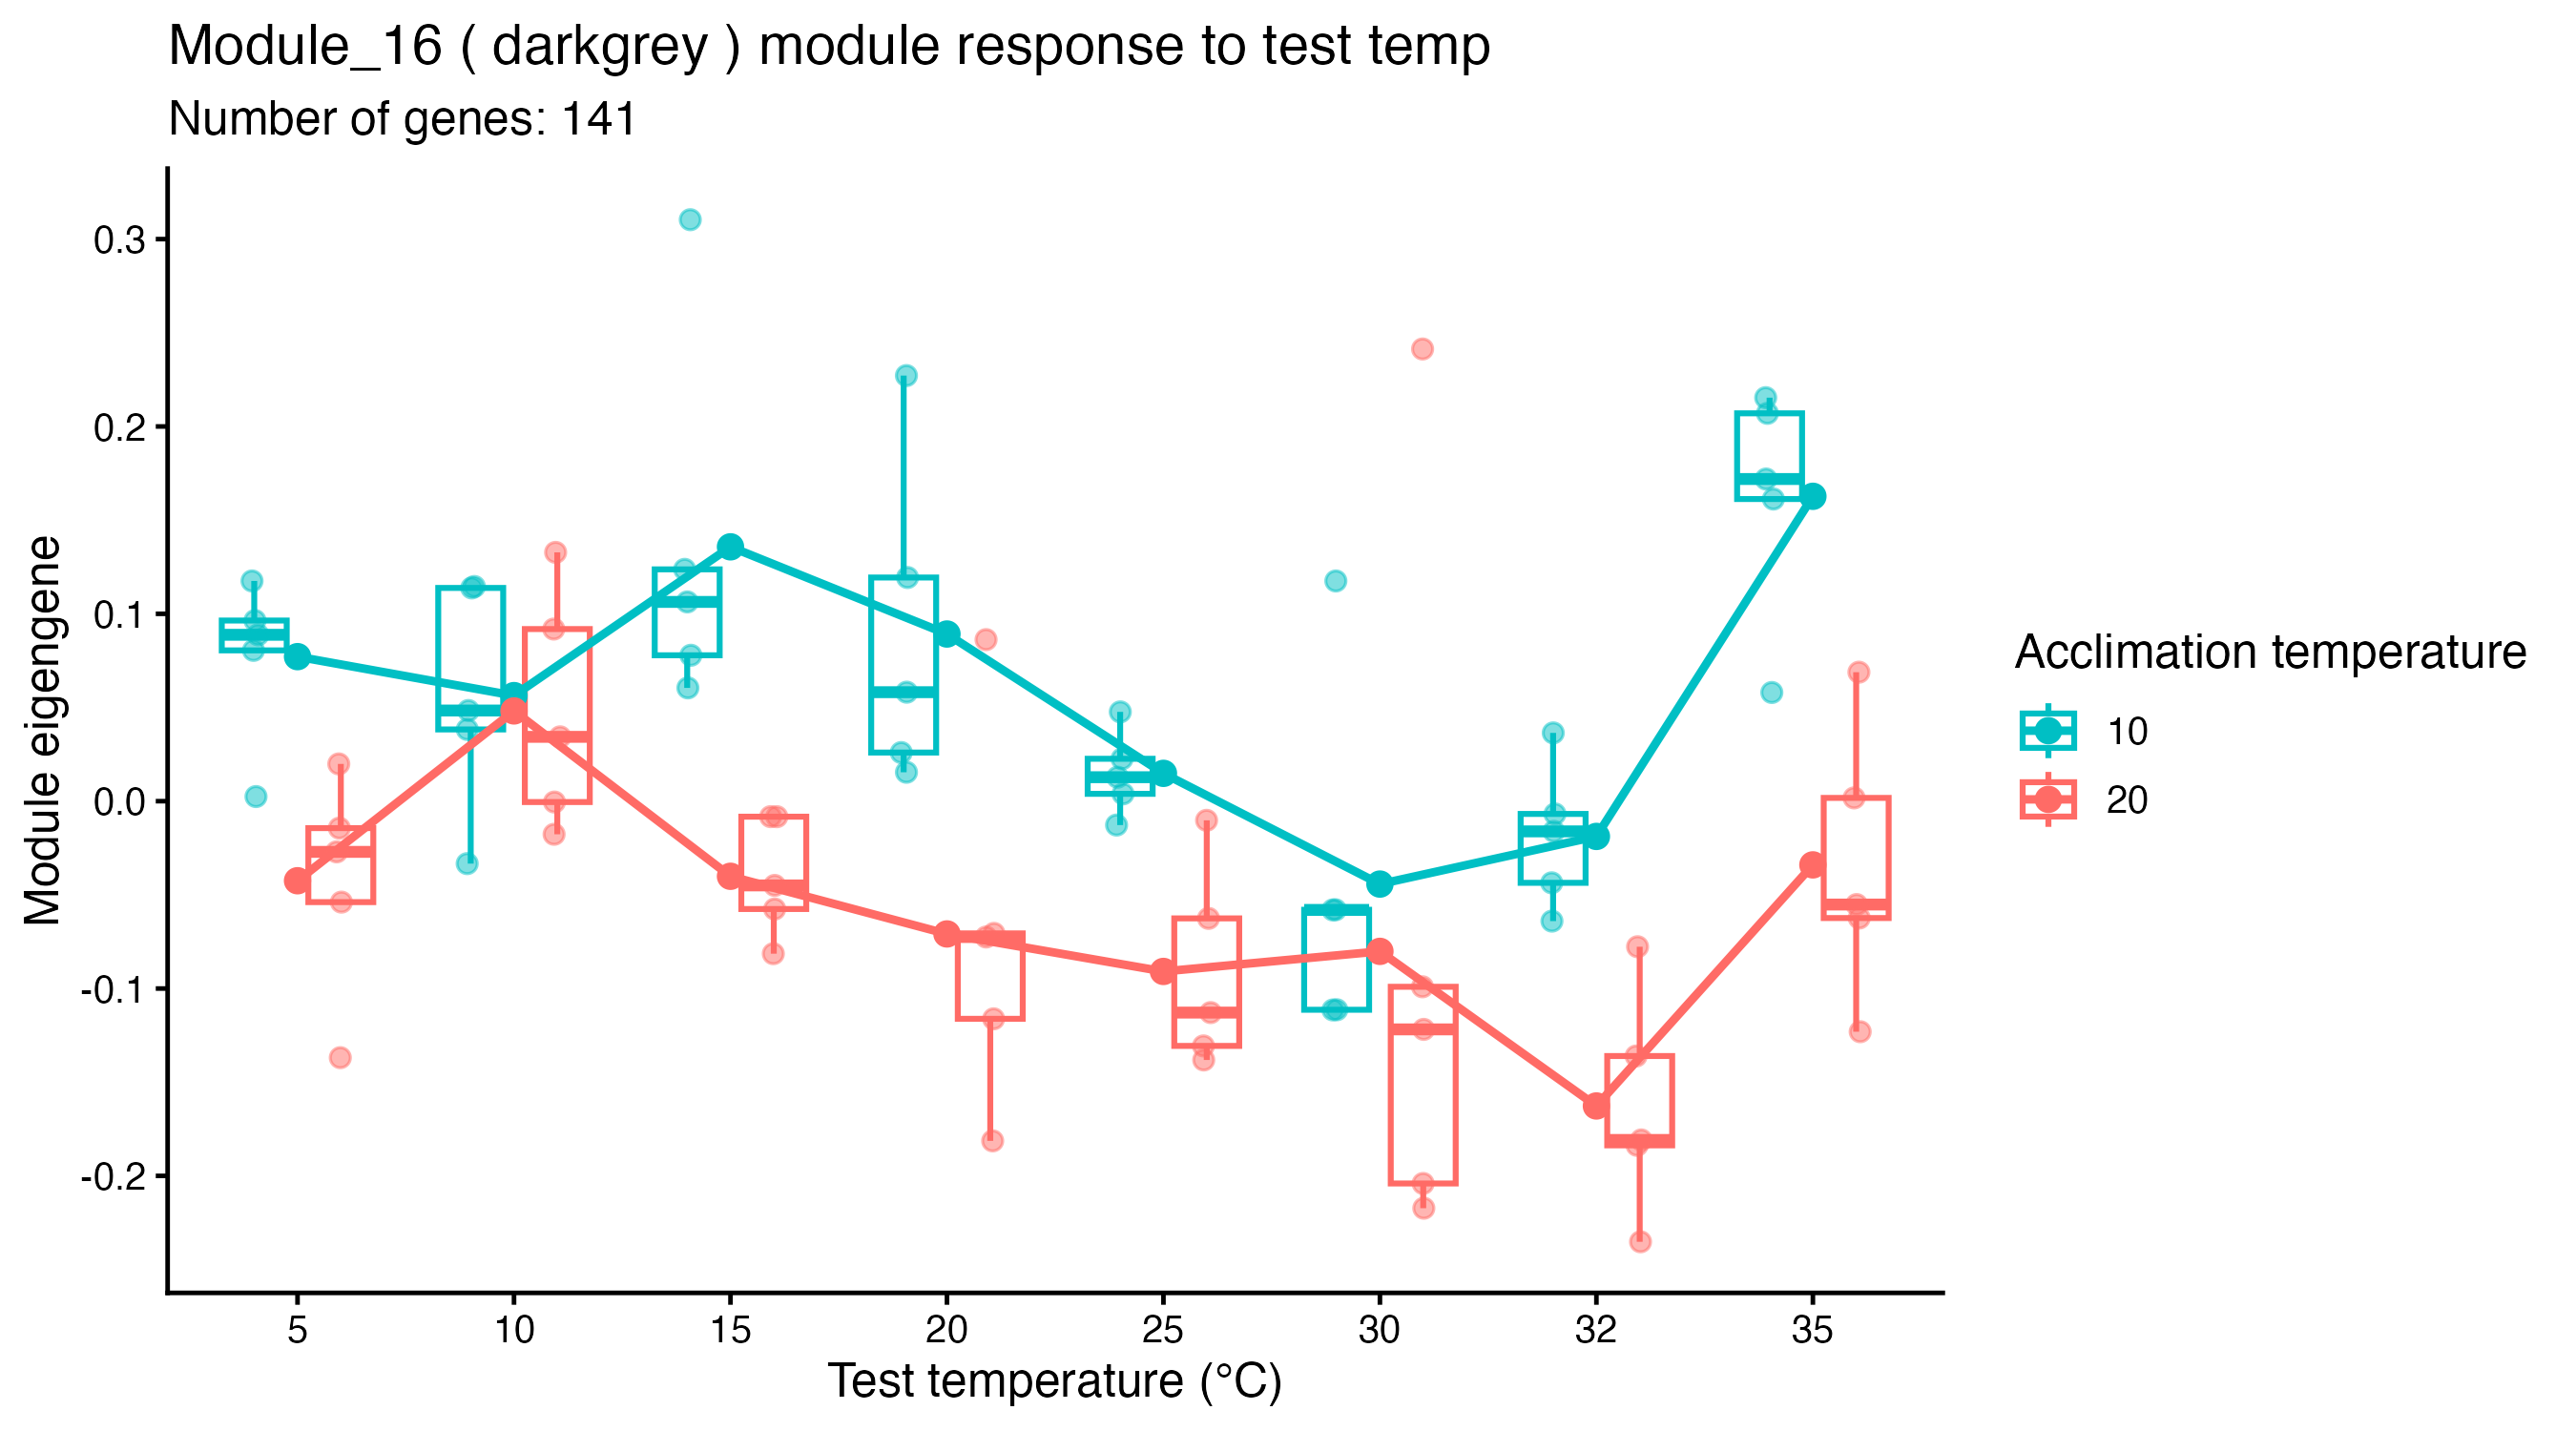 Module_16 ( darkgrey ) module response to test temp
Number of genes: 141
Module eigengene
0.3
0.2
0.1
0.0
-0.1
-0.2
5 10 15 20 25 30 32 35
Test temperature (°C)
Acclimation temperature
10
20